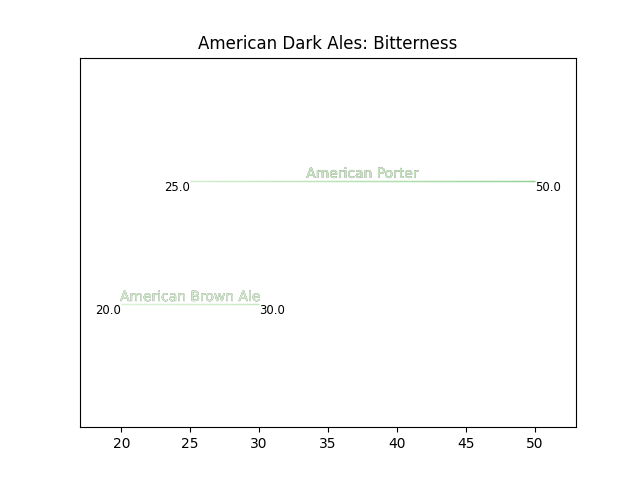 American Dark Ales: Bitterness
American Porter
25.0 50.0
American Brown Ale
20.0 30.0
20 25 30 35 40 45 50